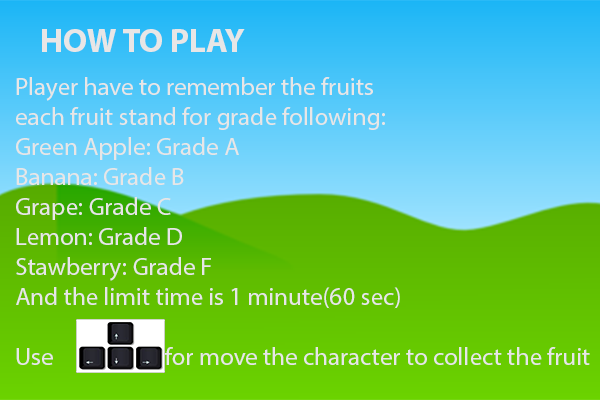 HOW TO PLAY
Player have to remember the fruits
each fruit stand for grade following:
Green Apple: Grade A
Banana: Grade B
Grape: Grade C
Lemon: Grade D
Stawberry: Grade F
And the limit time is 1 minute(60 sec)
Use ↑ ← ↓ → for move the character to collect the fruit